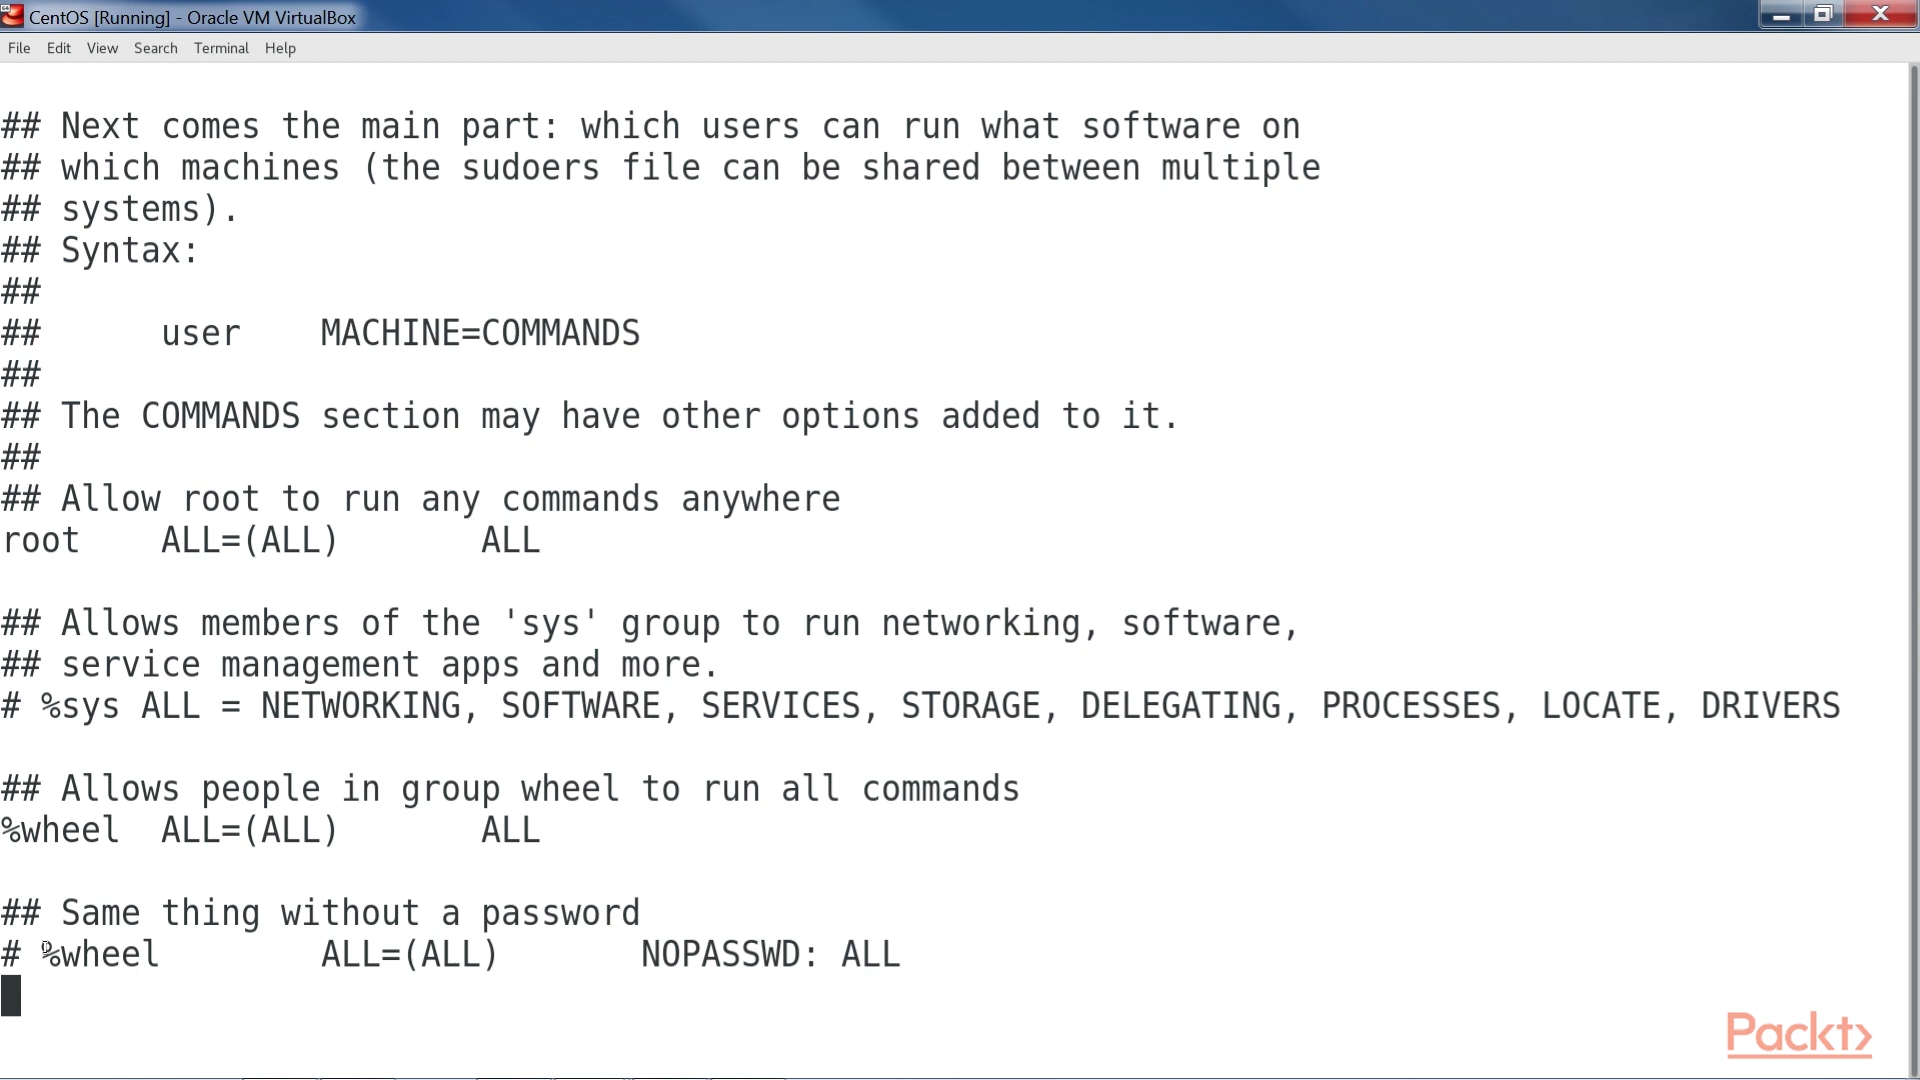 CentOS [Running] - Oracle VM VirtualBox
File Edit View Search Terminal Help
## Next comes the main part: which users can run what software on
## which machines (the sudoers file can be shared between multiple
## systems).
## Syntax:
##
## user MACHINE=COMMANDS
##
## The COMMANDS section may have other options added to it.
##
## Allow root to run any commands anywhere
root ALL=(ALL) ALL
## Allows members of the 'sys' group to run networking, software,
## service management apps and more.
# %sys ALL = NETWORKING, SOFTWARE, SERVICES, STORAGE, DELEGATING, PROCESSES, LOCATE, DRIVERS
## Allows people in group wheel to run all commands
%wheel ALL=(ALL) ALL
## Same thing without a password
# %wheel ALL=(ALL) NOPASSWD: ALL
Packt>